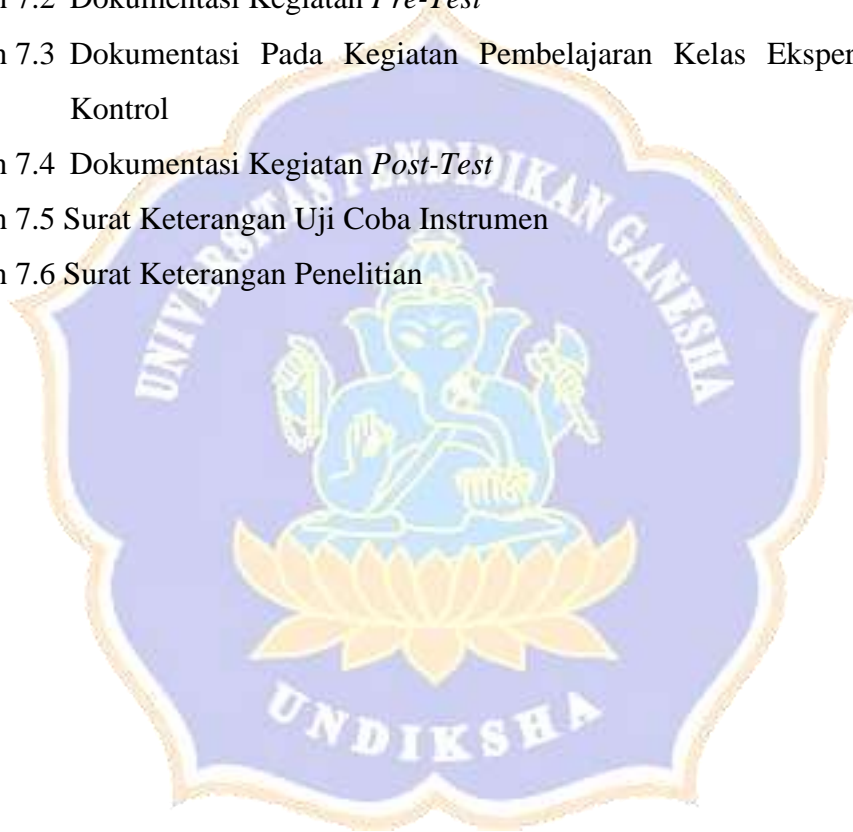 n 7.2 Dokumentasi Kegiatan Pre-Test
n 7.3 Dokumentasi Pada Kegiatan Pembelajaran Kelas Eksper
Kontrol
n 7.4 Dokumentasi Kegiatan Post-Test
n 7.5 Surat Keterangan Uji Coba Instrumen
n 7.6 Surat Keterangan Penelitian
UNIVERSITAS PENDIDIKAN GANESHA
UNDIKSHA